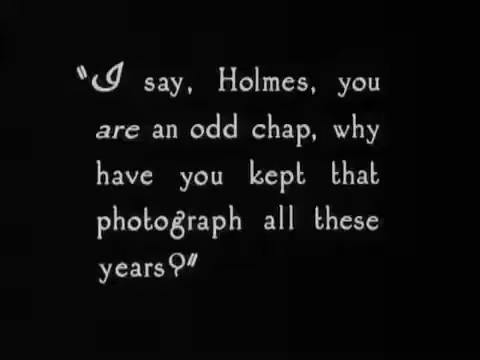 "I say, Holmes, you
are an odd chap, why
have you kept that
photograph all these
years?"